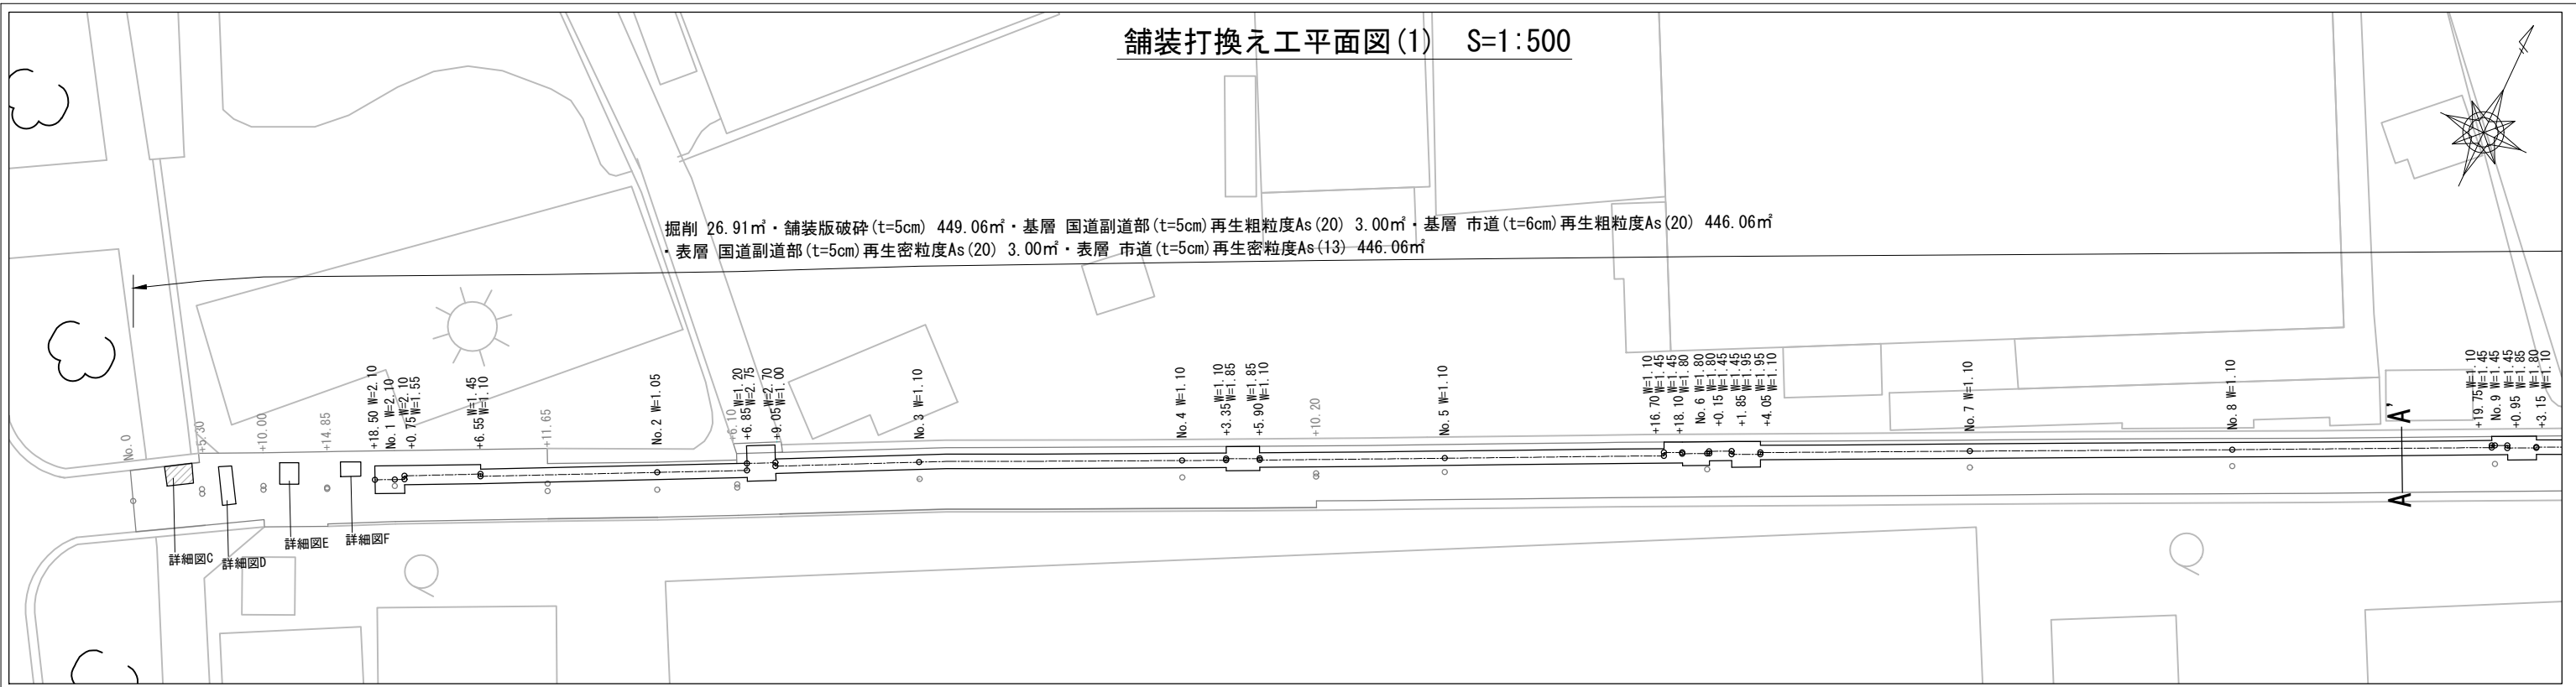 舗装打換え工平面図(1) S=1:500
掘削 26.91㎡・舗装版破砕(t=5cm) 449.06㎡・基層 国道副道部(t=5cm)再生粗粒度As(20) 3.00㎡・基層 市道(t=6cm)再生粗粒度As(20) 446.06㎡
・表層 国道副道部(t=5cm)再生密粒度As(20) 3.00㎡・表層 市道(t=5cm)再生密粒度As(13) 446.06㎡
No.0
+5.30
+10.00
+14.85
+18.50 W=2.10
No.1 W=2.10
W=2.10
+0.75 W=1.55
+6.55 W=1.45
W=1.10
+11.65
No.2 W=1.05
+6.10 W=1.20
+6.85 W=2.75
W=2.70
+9.05 W=1.00
No.3 W=1.10
No.4 W=1.10
W=1.10
+3.35 W=1.85
+5.90 W=1.85
W=1.10
+10.20
No.5 W=1.10
W=1.10
+16.70 W=1.45
W=1.45
+18.10 W=1.80
No.6 W=1.80
W=1.80
+0.15 W=1.45
W=1.45
+1.85 W=1.95
W=1.95
+4.05 W=1.10
No.7 W=1.10
No.8 W=1.10
W=1.10
+19.75 W=1.45
No.9 W=1.45
W=1.45
+0.95 W=1.85
W=1.80
+3.15 W=1.10
A'
A
詳細図C
詳細図D
詳細図E
詳細図F